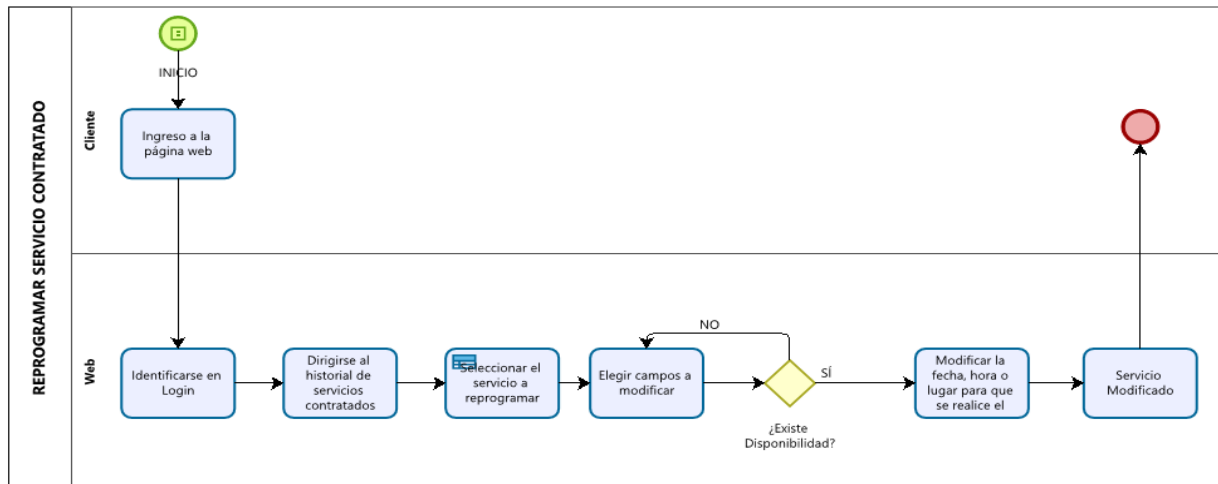 REPROGRAMAR SERVICIO CONTRATADO
Cliente
INICIO
Ingreso a la
página web
Web
Identificarse en
Login
Dirigirse al
historial de
servicios
contratados
Seleccionar el
servicio a
reprogramar
Elegir campos a
modificar
NO
¿Existe
Disponibilidad?
SÍ
Modificar la
fecha, hora o
lugar para que
se realice el
Servicio
Modificado